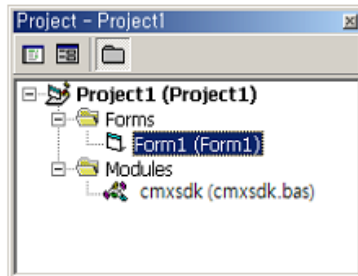 Project - Project1
Project1 (Project1)
Forms
Form1 (Form1)
Modules
cmxsdk (cmxsdk.bas)